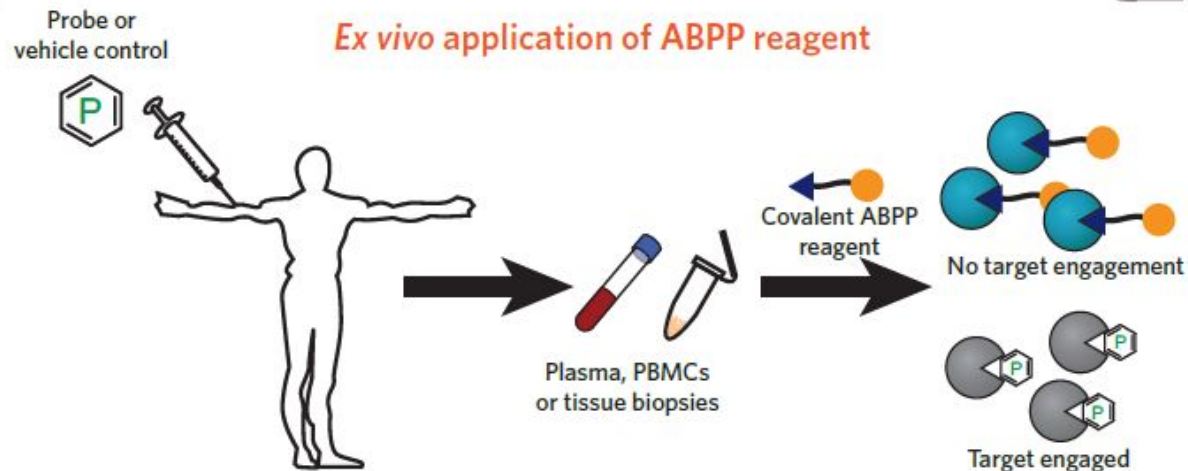 Probe or
vehicle control
P
Ex vivo application of ABPP reagent
Covalent ABPP
reagent
No target engagement
Plasma, PBMCs
or tissue biopsies
P
P
P
Target engaged